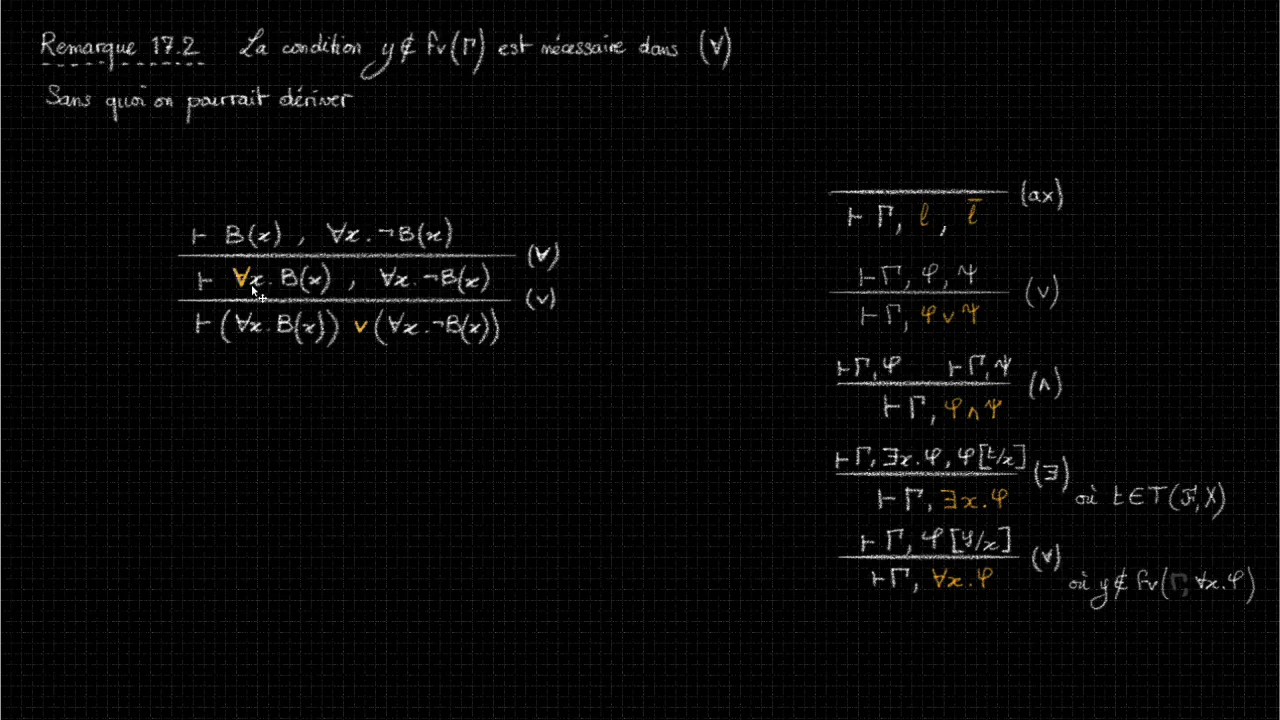 Remarque 17.2 La condition y ∉ fv(Γ) est nécessaire dans (∀)
Sans quoi on pourrait dériver
⊢ B(x) , ∀x.¬B(x)
(∀)
⊢ ∀x. B(x) , ∀x.¬B(x)
(∨)
⊢ (∀x. B(x)) ∨ (∀x.¬B(x))
(ax)
⊢ Γ, ℓ , ℓ̅
⊢ Γ, φ, ψ
(∨)
⊢ Γ, φ ∨ ψ
⊢ Γ, φ ⊢ Γ, ψ
(∧)
⊢ Γ, φ ∧ ψ
⊢ Γ, ∃x.φ, φ[t/x]
(∃) où t ∈ T(F, X)
⊢ Γ, ∃x.φ
⊢ Γ, φ[y/x]
(∀) où y ∉ fv(Γ, ∀x.φ)
⊢ Γ, ∀x.φ